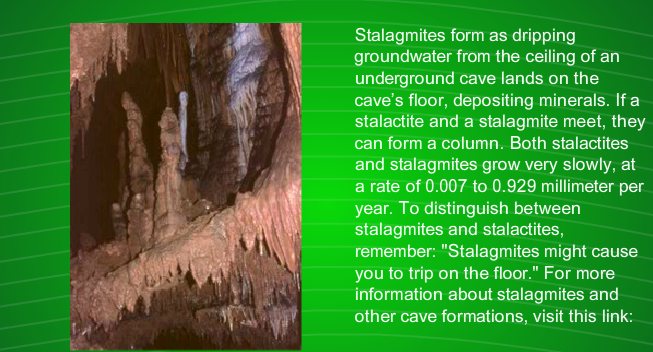 Stalagmites form as dripping
groundwater from the ceiling of an
underground cave lands on the
cave's floor, depositing minerals. If a
stalactite and a stalagmite meet, they
can form a column. Both stalactites
and stalagmites grow very slowly, at
a rate of 0.007 to 0.929 millimeter per
year. To distinguish between
stalagmites and stalactites,
remember: "Stalagmites might cause
you to trip on the floor." For more
information about stalagmites and
other cave formations, visit this link: